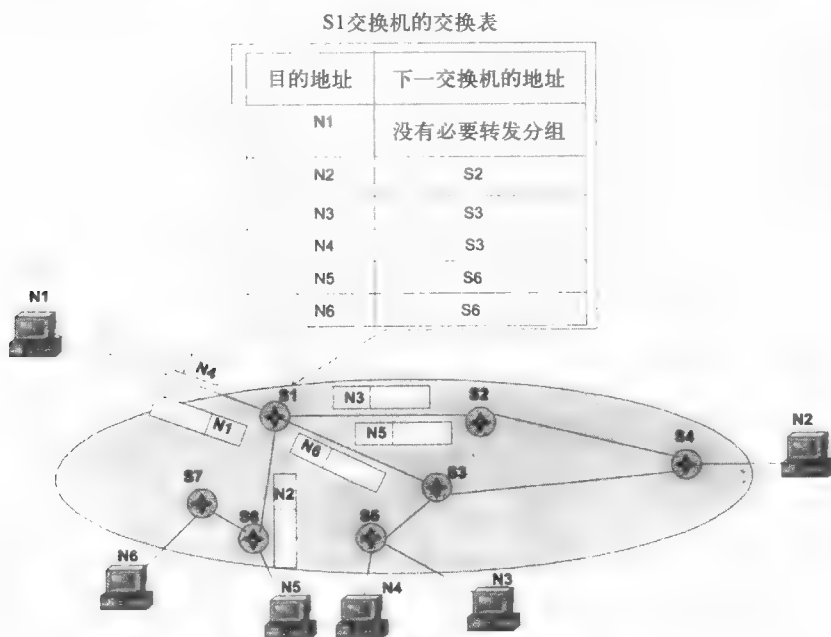 S1交换机的交换表
目的地址 下一交换机的地址
N1 没有必要转发分组
N2 S2
N3 S3
N4 S3
N5 S6
N6 S6
N1
N4
S1
N3
S2
N1
N5
N6
S4
N2
S7
N2
S3
S6
S5
N6
N5
N4
N3